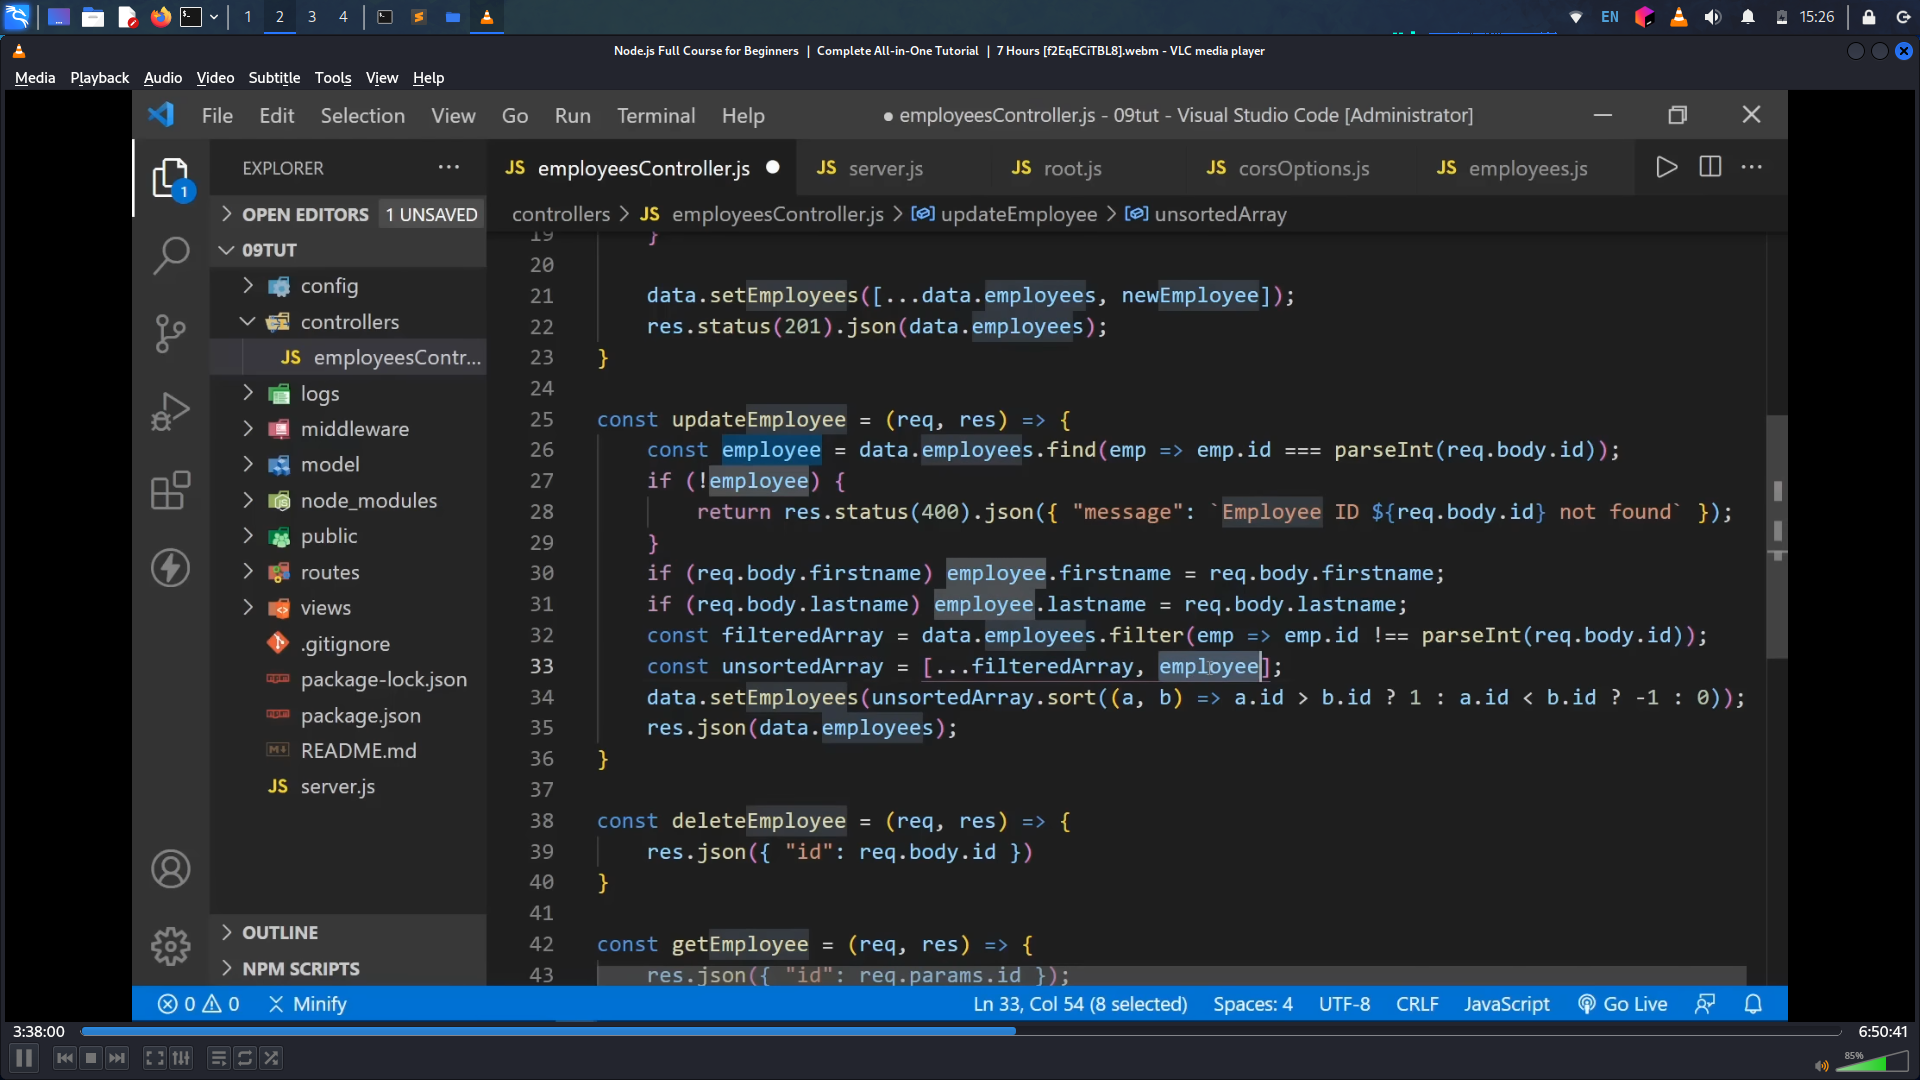 1 2 3 4
EN 15:26
Node.js Full Course for Beginners | Complete All-in-One Tutorial | 7 Hours [f2EqECiTBL8].webm - VLC media player
Media Playback Audio Video Subtitle Tools View Help
File Edit Selection View Go Run Terminal Help
● employeesController.js - 09tut - Visual Studio Code [Administrator]
1
EXPLORER
OPEN EDITORS 1 UNSAVED
09TUT
config
controllers
JS employeesContr...
logs
middleware
model
node_modules
public
routes
views
.gitignore
package-lock.json
package.json
README.md
JS server.js
OUTLINE
NPM SCRIPTS
JS employeesController.js JS server.js JS root.js JS corsOptions.js JS employees.js
controllers > JS employeesController.js > updateEmployee > unsortedArray
19 }
20
21 data.setEmployees([...data.employees, newEmployee]);
22 res.status(201).json(data.employees);
23 }
24
25 const updateEmployee = (req, res) => {
26 const employee = data.employees.find(emp => emp.id === parseInt(req.body.id));
27 if (!employee) {
28 return res.status(400).json({ "message": `Employee ID ${req.body.id} not found` });
29 }
30 if (req.body.firstname) employee.firstname = req.body.firstname;
31 if (req.body.lastname) employee.lastname = req.body.lastname;
32 const filteredArray = data.employees.filter(emp => emp.id !== parseInt(req.body.id));
33 const unsortedArray = [...filteredArray, employee];
34 data.setEmployees(unsortedArray.sort((a, b) => a.id > b.id ? 1 : a.id < b.id ? -1 : 0));
35 res.json(data.employees);
36 }
37
38 const deleteEmployee = (req, res) => {
39 res.json({ "id": req.body.id })
40 }
41
42 const getEmployee = (req, res) => {
43 res.json({ "id": req.params.id });
0 0 Minify Ln 33, Col 54 (8 selected) Spaces: 4 UTF-8 CRLF JavaScript Go Live
3:38:00 6:50:41
85%